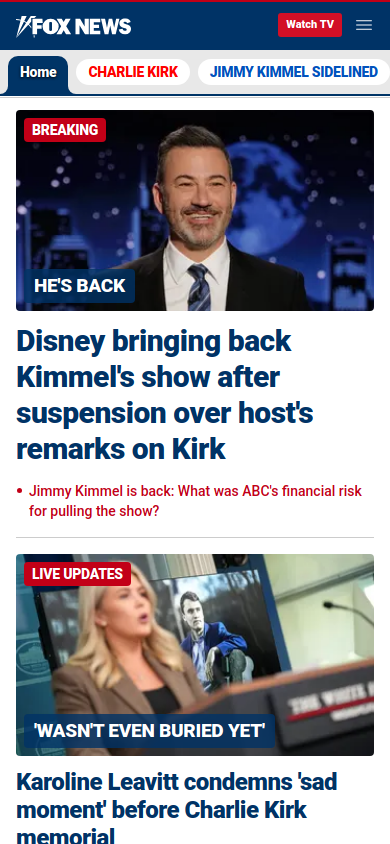 FOX NEWS
Watch TV
Home
CHARLIE KIRK
JIMMY KIMMEL SIDELINED
BREAKING
HE'S BACK
Disney bringing back
Kimmel's show after
suspension over host's
remarks on Kirk
• Jimmy Kimmel is back: What was ABC's financial risk
for pulling the show?
LIVE UPDATES
THE WHITE
'WASN'T EVEN BURIED YET'
Karoline Leavitt condemns 'sad
moment' before Charlie Kirk
memorial